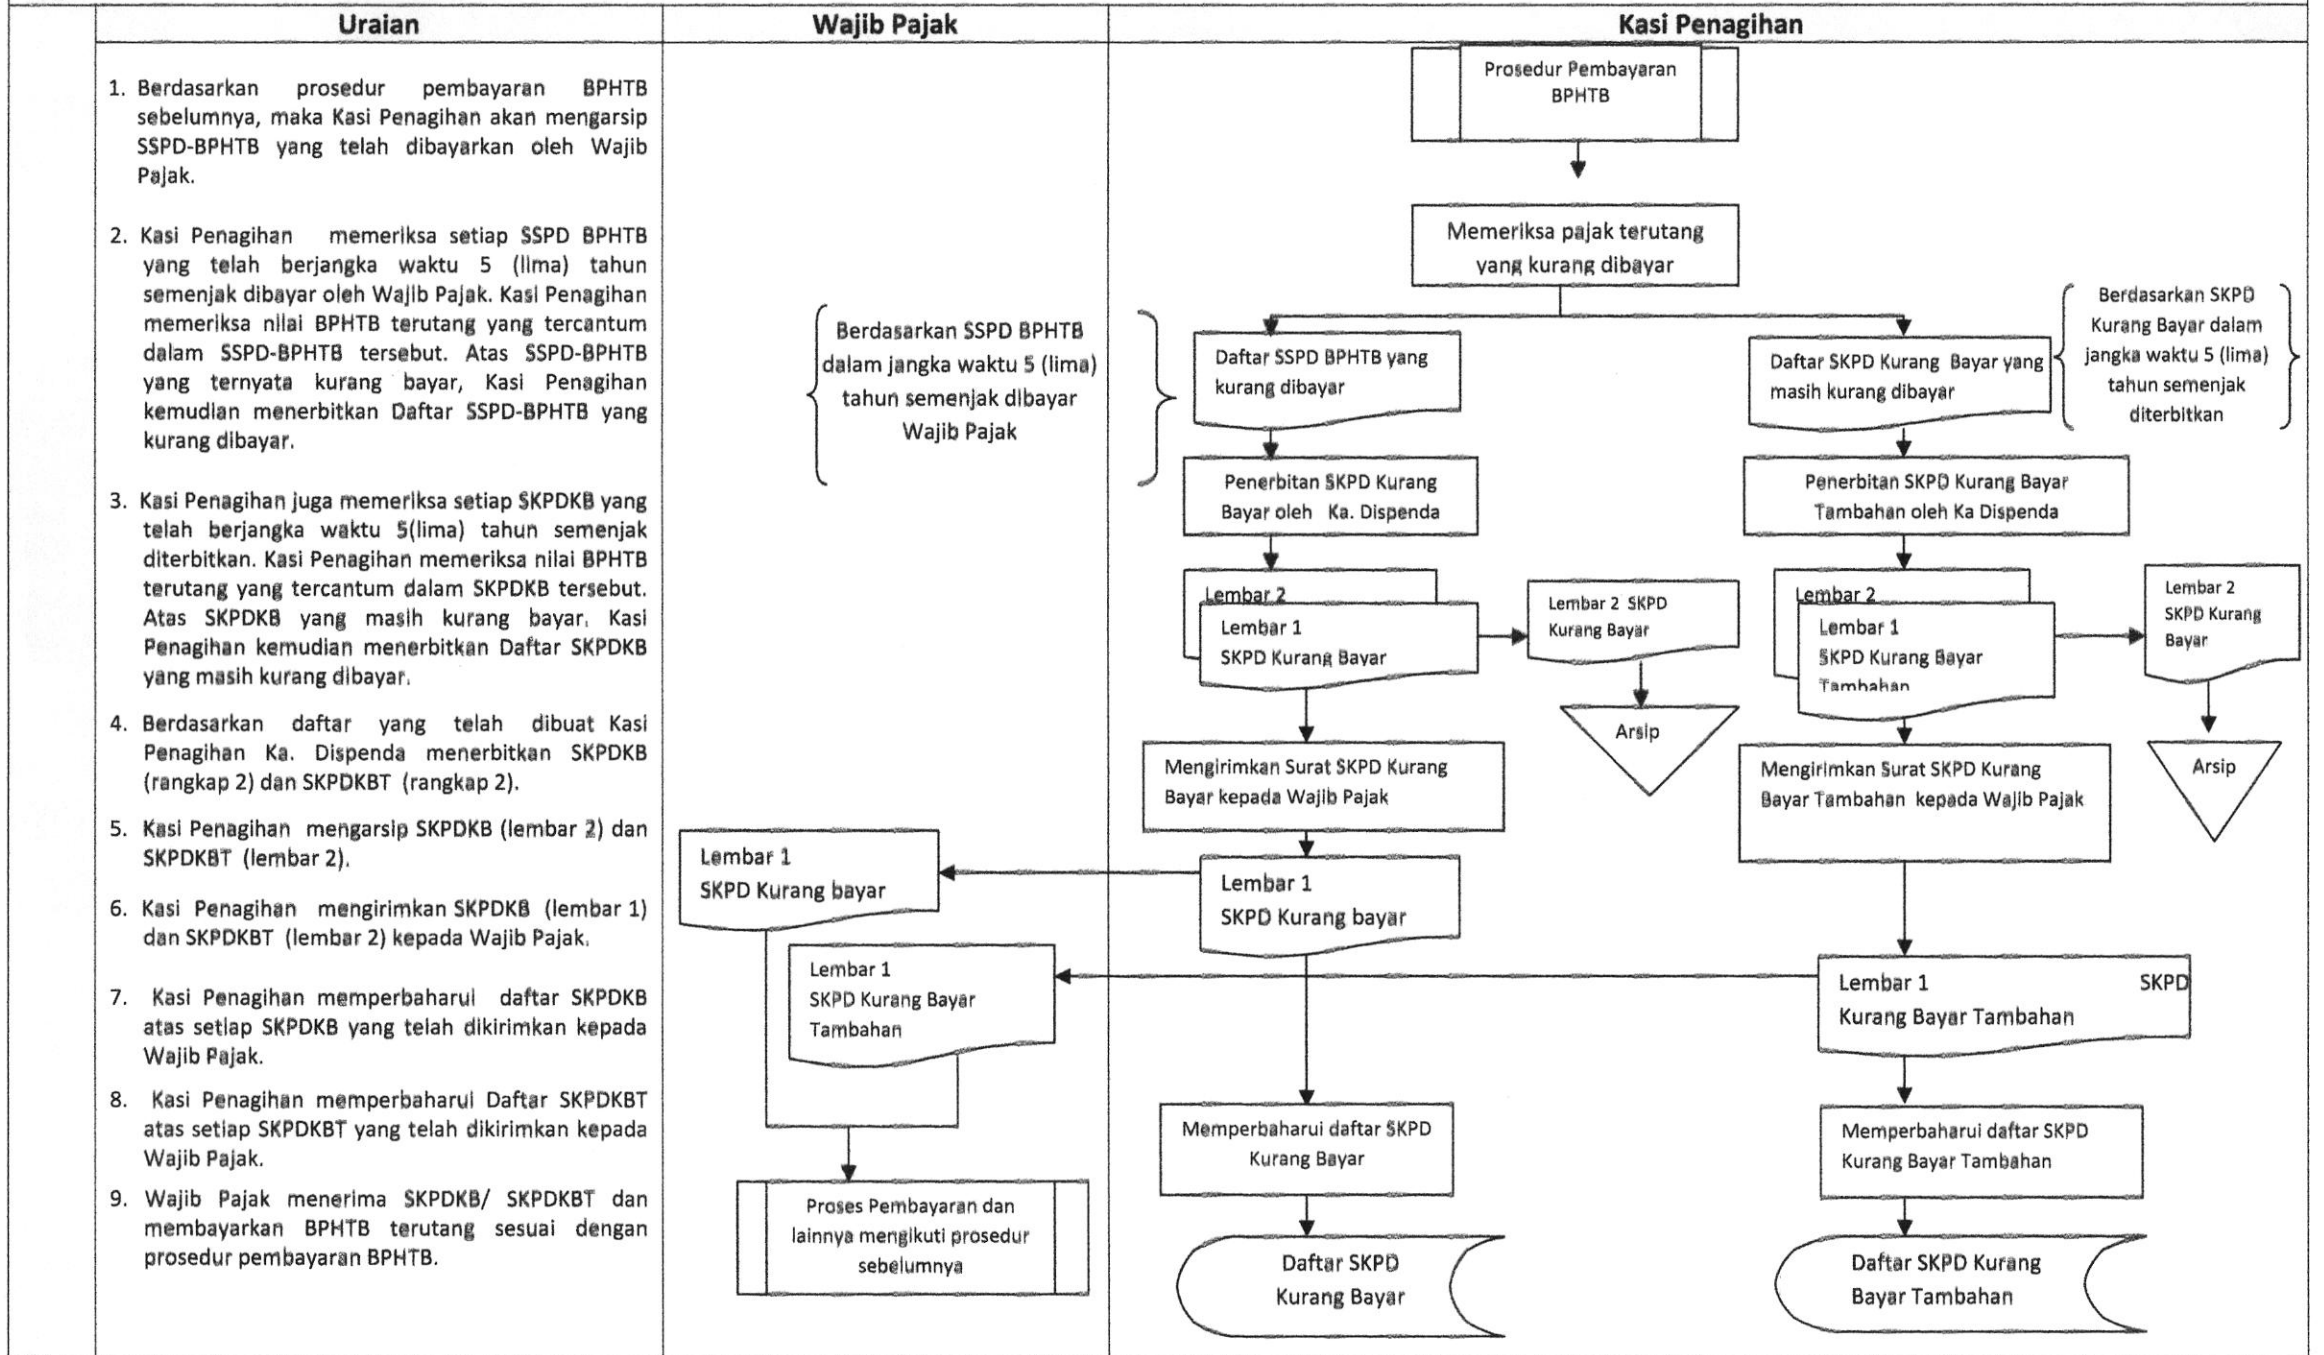 Uraian
Wajib Pajak
Kasi Penagihan
1. Berdasarkan prosedur pembayaran BPHTB
sebelumnya, maka Kasi Penagihan akan mengarsip
SSPD-BPHTB yang telah dibayarkan oleh Wajib
Pajak.
2. Kasi Penagihan memeriksa setiap SSPD BPHTB
yang telah berjangka waktu 5 (lima) tahun
semenjak dibayar oleh Wajib Pajak. Kasi Penagihan
memeriksa nilai BPHTB terutang yang tercantum
dalam SSPD-BPHTB tersebut. Atas SSPD-BPHTB
yang ternyata kurang bayar, Kasi Penagihan
kemudian menerbitkan Daftar SSPD-BPHTB yang
kurang dibayar.
3. Kasi Penagihan juga memeriksa setiap SKPDKB yang
telah berjangka waktu 5(lima) tahun semenjak
diterbitkan. Kasi Penagihan memeriksa nilai BPHTB
terutang yang tercantum dalam SKPDKB tersebut.
Atas SKPDKB yang masih kurang bayar, Kasi
Penagihan kemudian menerbitkan Daftar SKPDKB
yang masih kurang dibayar.
4. Berdasarkan daftar yang telah dibuat Kasi
Penagihan Ka. Dispenda menerbitkan SKPDKB
(rangkap 2) dan SKPDKBT (rangkap 2).
5. Kasi Penagihan mengarsip SKPDKB (lembar 2) dan
SKPDKBT (lembar 2).
6. Kasi Penagihan mengirimkan SKPDKB (lembar 1)
dan SKPDKBT (lembar 2) kepada Wajib Pajak.
7. Kasi Penagihan memperbaharui daftar SKPDKB
atas setiap SKPDKB yang telah dikirimkan kepada
Wajib Pajak.
8. Kasi Penagihan memperbaharui Daftar SKPDKBT
atas setiap SKPDKBT yang telah dikirimkan kepada
Wajib Pajak.
9. Wajib Pajak menerima SKPDKB/ SKPDKBT dan
membayarkan BPHTB terutang sesuai dengan
prosedur pembayaran BPHTB.
Berdasarkan SSPD BPHTB
dalam jangka waktu 5 (lima)
tahun semenjak dibayar
Wajib Pajak
Lembar 1
SKPD Kurang bayar
Lembar 1
SKPD Kurang Bayar
Tambahan
Proses Pembayaran dan
lainnya mengikuti prosedur
sebelumnya
Prosedur Pembayaran
BPHTB
Memeriksa pajak terutang
yang kurang dibayar
Daftar SSPD BPHTB yang
kurang dibayar
Penerbitan SKPD Kurang
Bayar oleh Ka. Dispenda
Lembar 2
Lembar 1
SKPD Kurang Bayar
Lembar 2 SKPD
Kurang Bayar
Arsip
Mengirimkan Surat SKPD Kurang
Bayar kepada Wajib Pajak
Lembar 1
SKPD Kurang bayar
Memperbaharui daftar SKPD
Kurang Bayar
Daftar SKPD
Kurang Bayar
Daftar SKPD Kurang Bayar yang
masih kurang dibayar
Berdasarkan SKPD
Kurang Bayar dalam
jangka waktu 5 (lima)
tahun semenjak
diterbitkan
Penerbitan SKPD Kurang Bayar
Tambahan oleh Ka Dispenda
Lembar 2
Lembar 1
SKPD Kurang Bayar
Tambahan
Lembar 2
SKPD Kurang
Bayar
Arsip
Mengirimkan Surat SKPD Kurang
Bayar Tambahan kepada Wajib Pajak
Lembar 1 SKPD
Kurang Bayar Tambahan
Memperbaharui daftar SKPD
Kurang Bayar Tambahan
Daftar SKPD Kurang
Bayar Tambahan